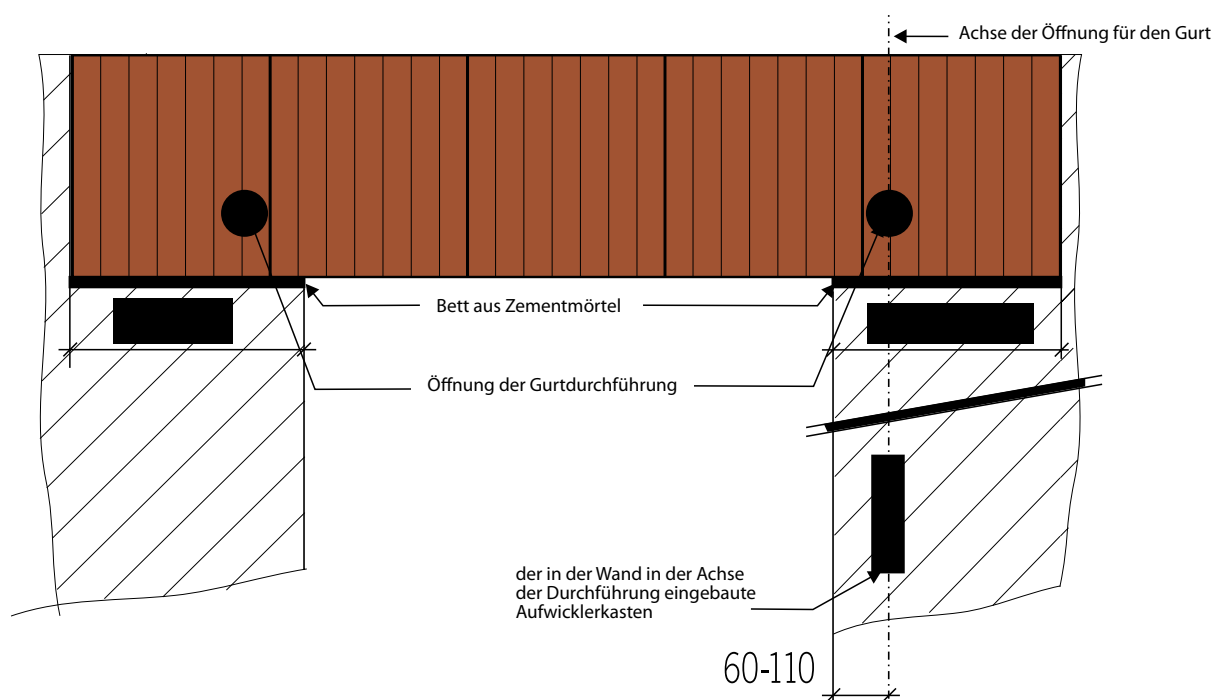 Achse der Öffnung für den Gurt
Bett aus Zementmörtel
Öffnung der Gurtdurchführung
der in der Wand in der Achse
der Durchführung eingebaute
Aufwicklerkasten
60-110